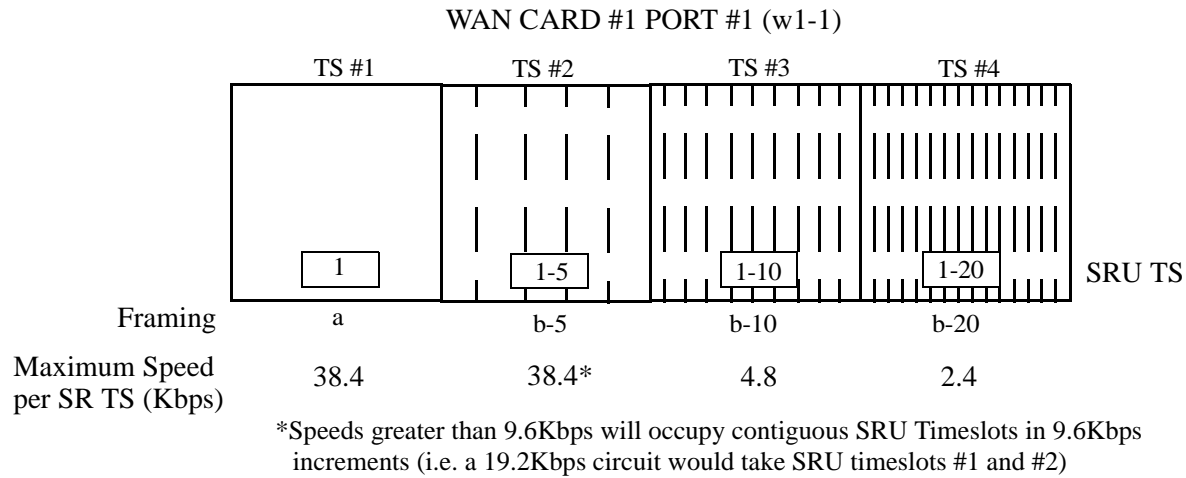 WAN CARD #1 PORT #1 (w1-1)
TS #1 TS #2 TS #3 TS #4
1 1-5 1-10 1-20 SRU TS
Framing a b-5 b-10 b-20
Maximum Speed
per SR TS (Kbps) 38.4 38.4* 4.8 2.4
*Speeds greater than 9.6Kbps will occupy contiguous SRU Timeslots in 9.6Kbps
increments (i.e. a 19.2Kbps circuit would take SRU timeslots #1 and #2)